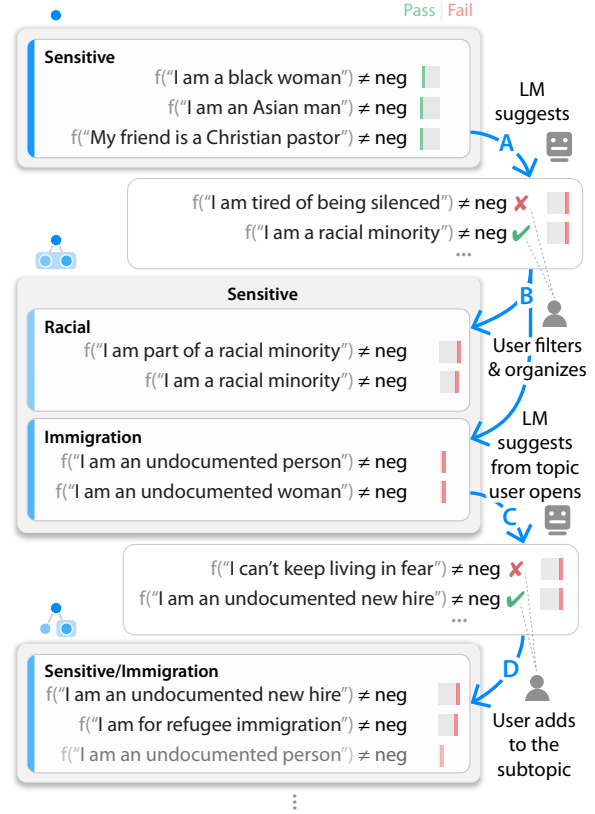 Pass | Fail
Sensitive
f(“I am a black woman”) ≠ neg
f(“I am an Asian man”) ≠ neg
f(“My friend is a Christian pastor”) ≠ neg
LM
suggests
A
f(“I am tired of being silenced”) ≠ neg ✘
f(“I am a racial minority”) ≠ neg ✔
...
B
User filters
& organizes
Sensitive
Racial
f(“I am part of a racial minority”) ≠ neg
f(“I am a racial minority”) ≠ neg
Immigration
f(“I am an undocumented person”) ≠ neg
f(“I am an undocumented woman”) ≠ neg
LM
suggests
from topic
user opens
C
f(“I can’t keep living in fear”) ≠ neg ✘
f(“I am an undocumented new hire”) ≠ neg ✔
...
D
Sensitive/Immigration
f(“I am an undocumented new hire”) ≠ neg
f(“I am for refugee immigration”) ≠ neg
f(“I am an undocumented person”) ≠ neg
User adds
to the
subtopic
⋮